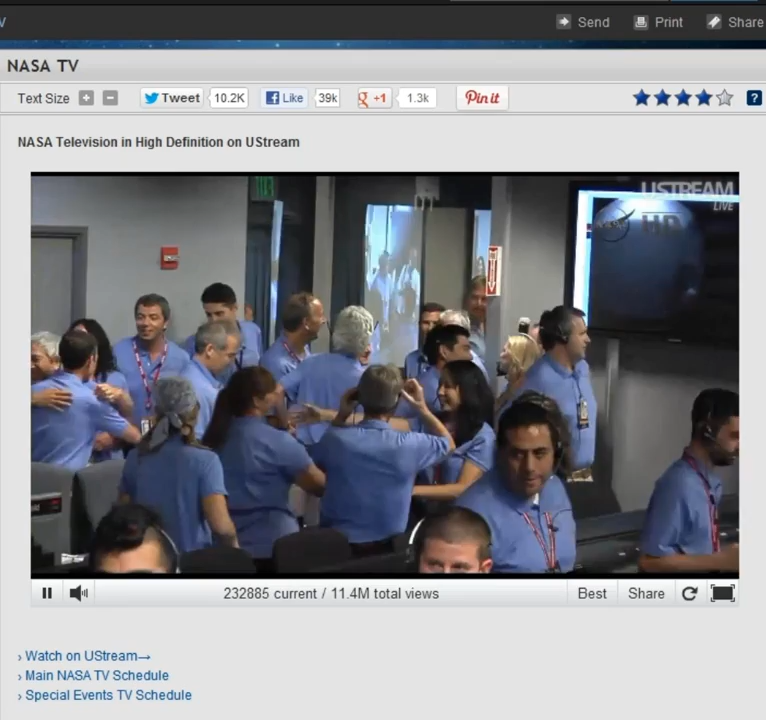 V
Send Print Share
NASA TV
Text Size + - Tweet 10.2K Like 39k +1 1.3k Pin it ?
NASA Television in High Definition on UStream
USTREAM
LIVE
HD
232885 current / 11.4M total views Best Share
› Watch on UStream→
› Main NASA TV Schedule
› Special Events TV Schedule